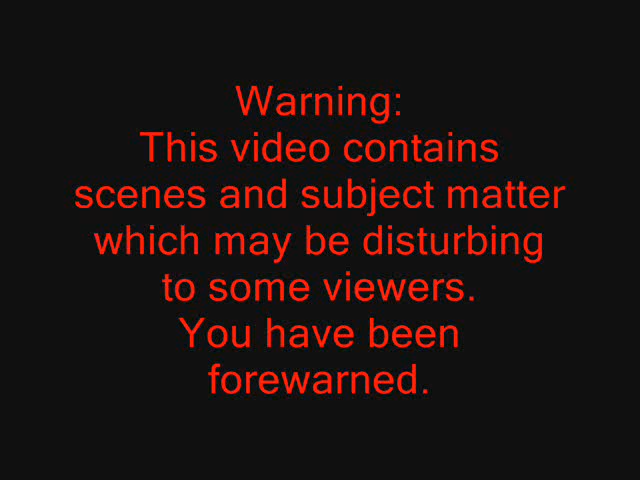 Warning:
This video contains
scenes and subject matter
which may be disturbing
to some viewers.
You have been
forewarned.